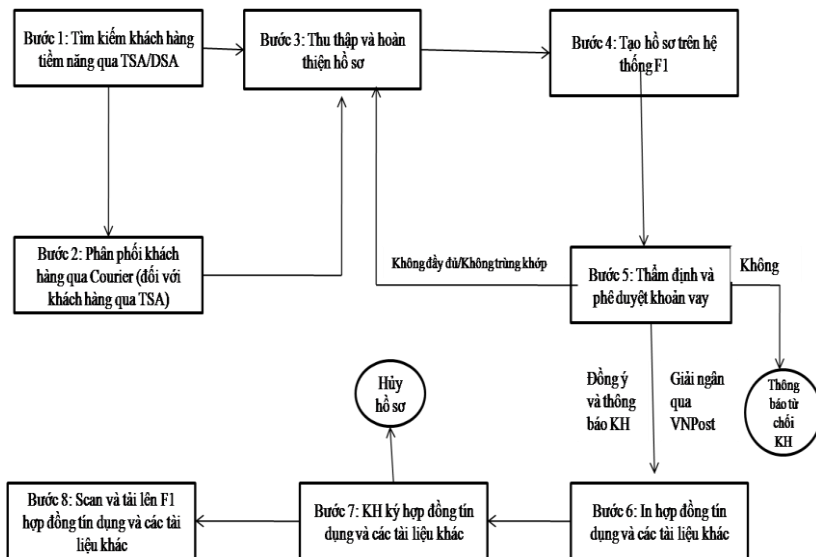 Bước 1: Tìm kiếm khách hàng
tiềm năng qua TSA/DSA
Bước 3: Thu thập và hoàn
thiện hồ sơ
Bước 4: Tạo hồ sơ trên hệ
thống F1
Bước 2: Phân phối khách
hàng qua Courier (đối với
khách hàng qua TSA)
Không đầy đủ/Không trùng khớp
Bước 5: Thẩm định và
phê duyệt khoản vay
Không
Hủy
hồ sơ
Đồng ý
và thông
báo KH
Giải ngân
qua
VNPost
Thông
báo từ
chối
KH
Bước 8: Scan và tải lên F1
hợp đồng tín dụng và các tài
liệu khác
Bước 7: KH ký hợp đồng tín
dụng và các tài liệu khác
Bước 6: In hợp đồng tín
dụng và các tài liệu khác